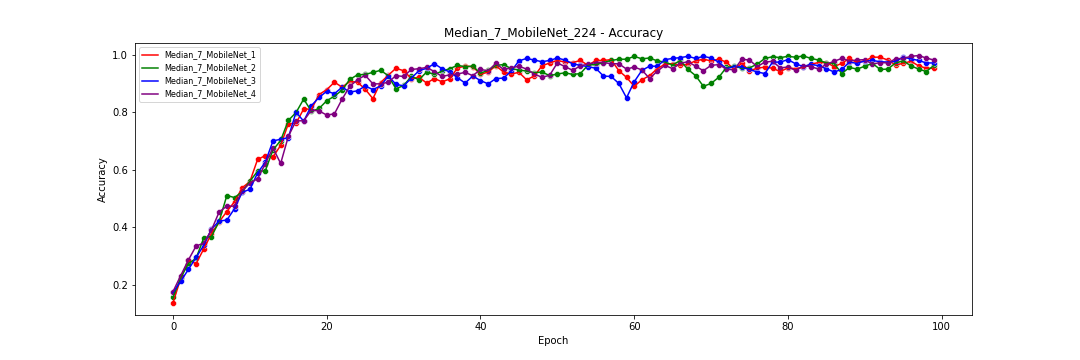 Median_7_MobileNet_224 - Accuracy
Accuracy
1.0
0.8
0.6
0.4
0.2
Median_7_MobileNet_1
Median_7_MobileNet_2
Median_7_MobileNet_3
Median_7_MobileNet_4
0 20 40 60 80 100
Epoch